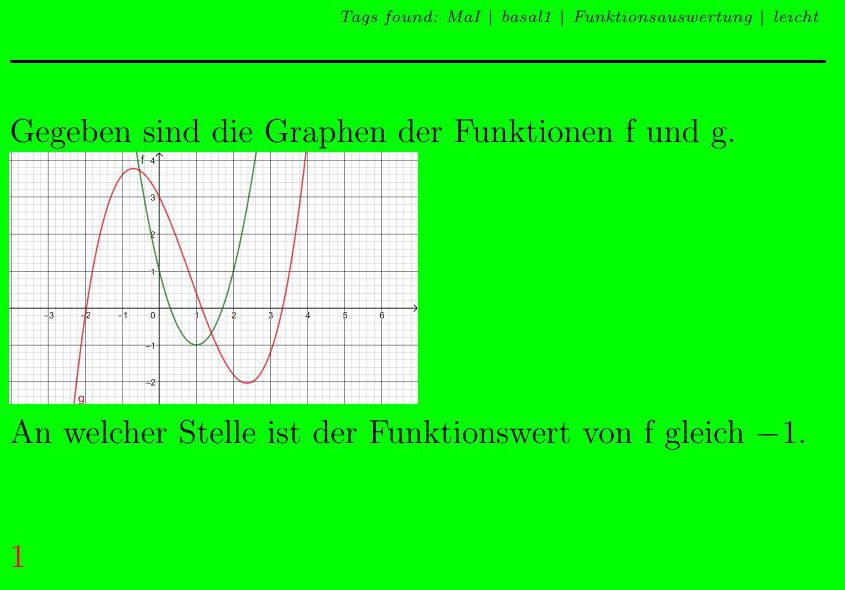 Tags found: MaI | basal1 | Funktionsauswertung | leicht
Gegeben sind die Graphen der Funktionen f und g.
f 4
3
2
1
-3 -2 -1 0 1 2 3 4 5 6
-1
-2
g
An welcher Stelle ist der Funktionswert von f gleich −1.
1